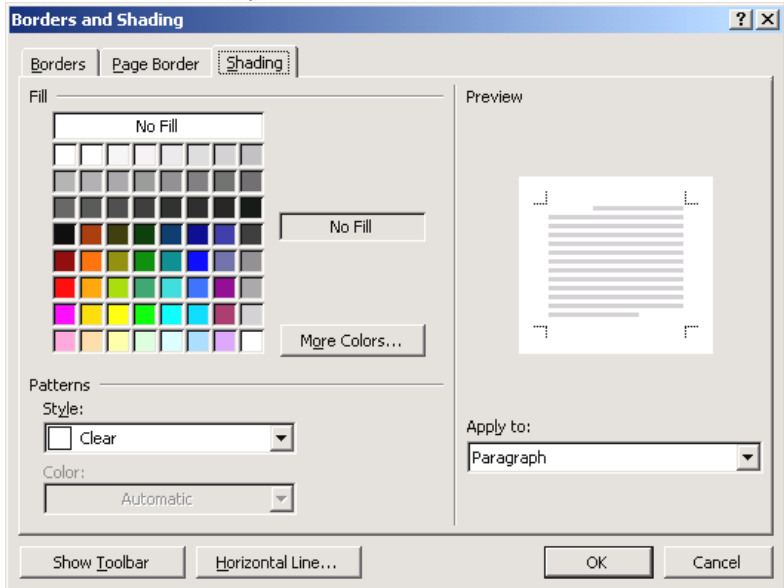 Borders and Shading
Borders
Page Border
Shading
Fill
No Fill
No Fill
More Colors...
Patterns
Style:
Clear
Color:
Automatic
Preview
Apply to:
Paragraph
Show Toolbar
Horizontal Line...
OK
Cancel